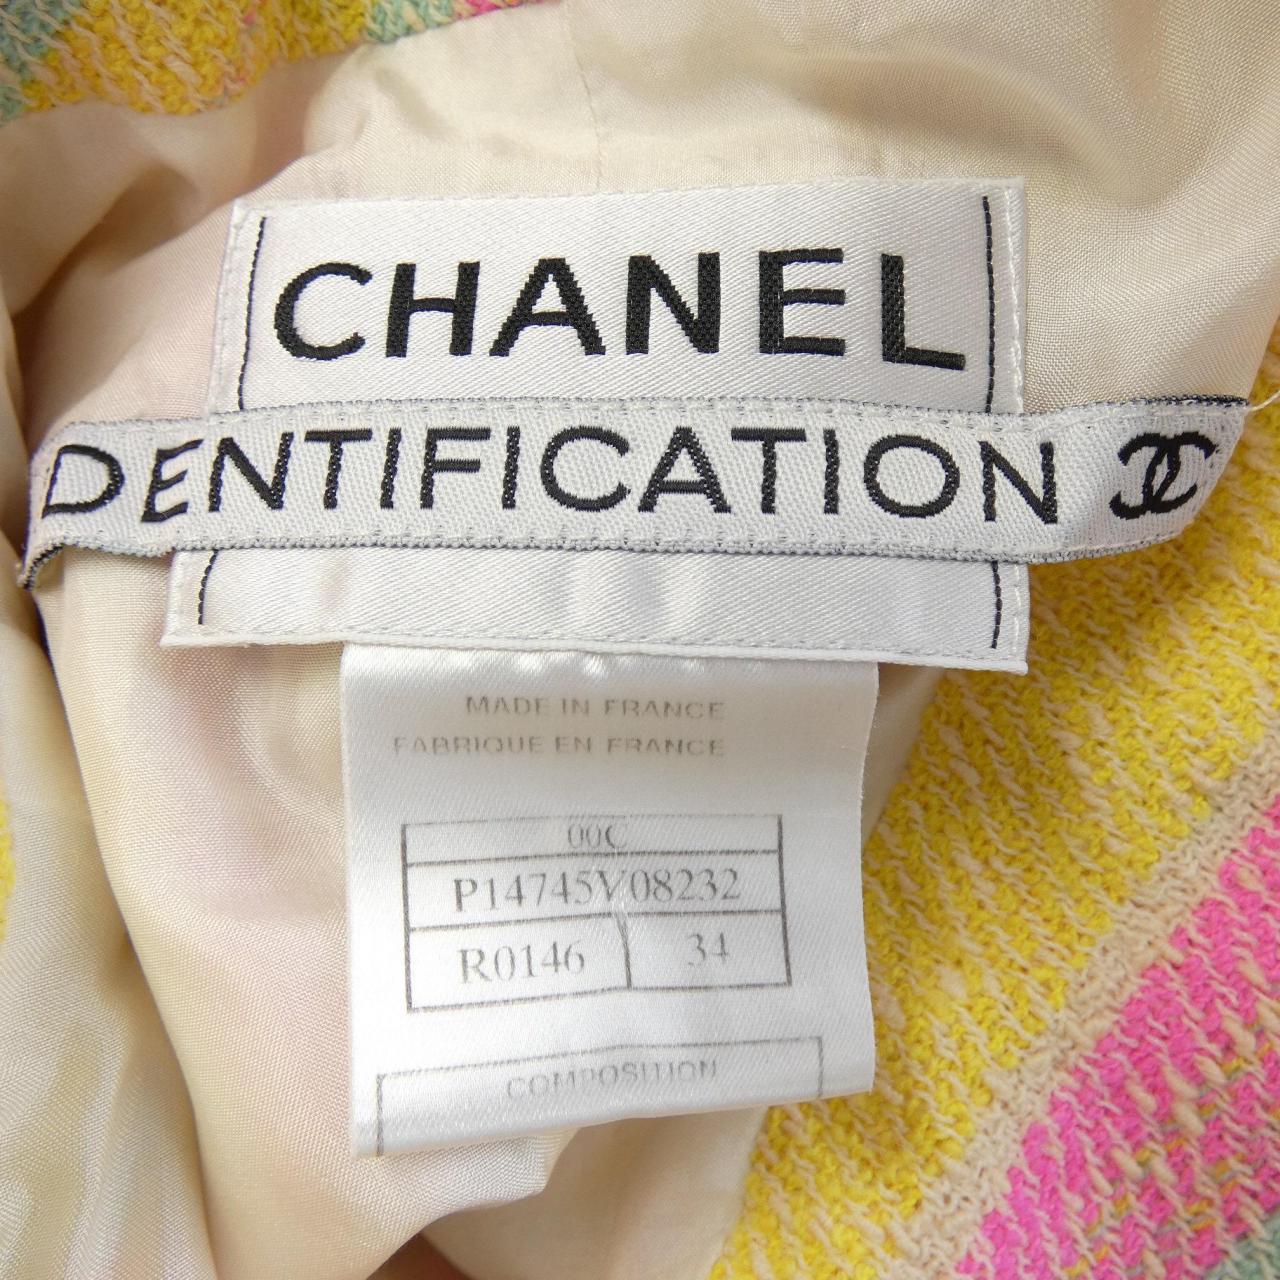 CHANEL
DENTIFICATION
MADE IN FRANCE
FABRIQUE EN FRANCE
00C
P14745V08232
R0146 34
COMPOSITION